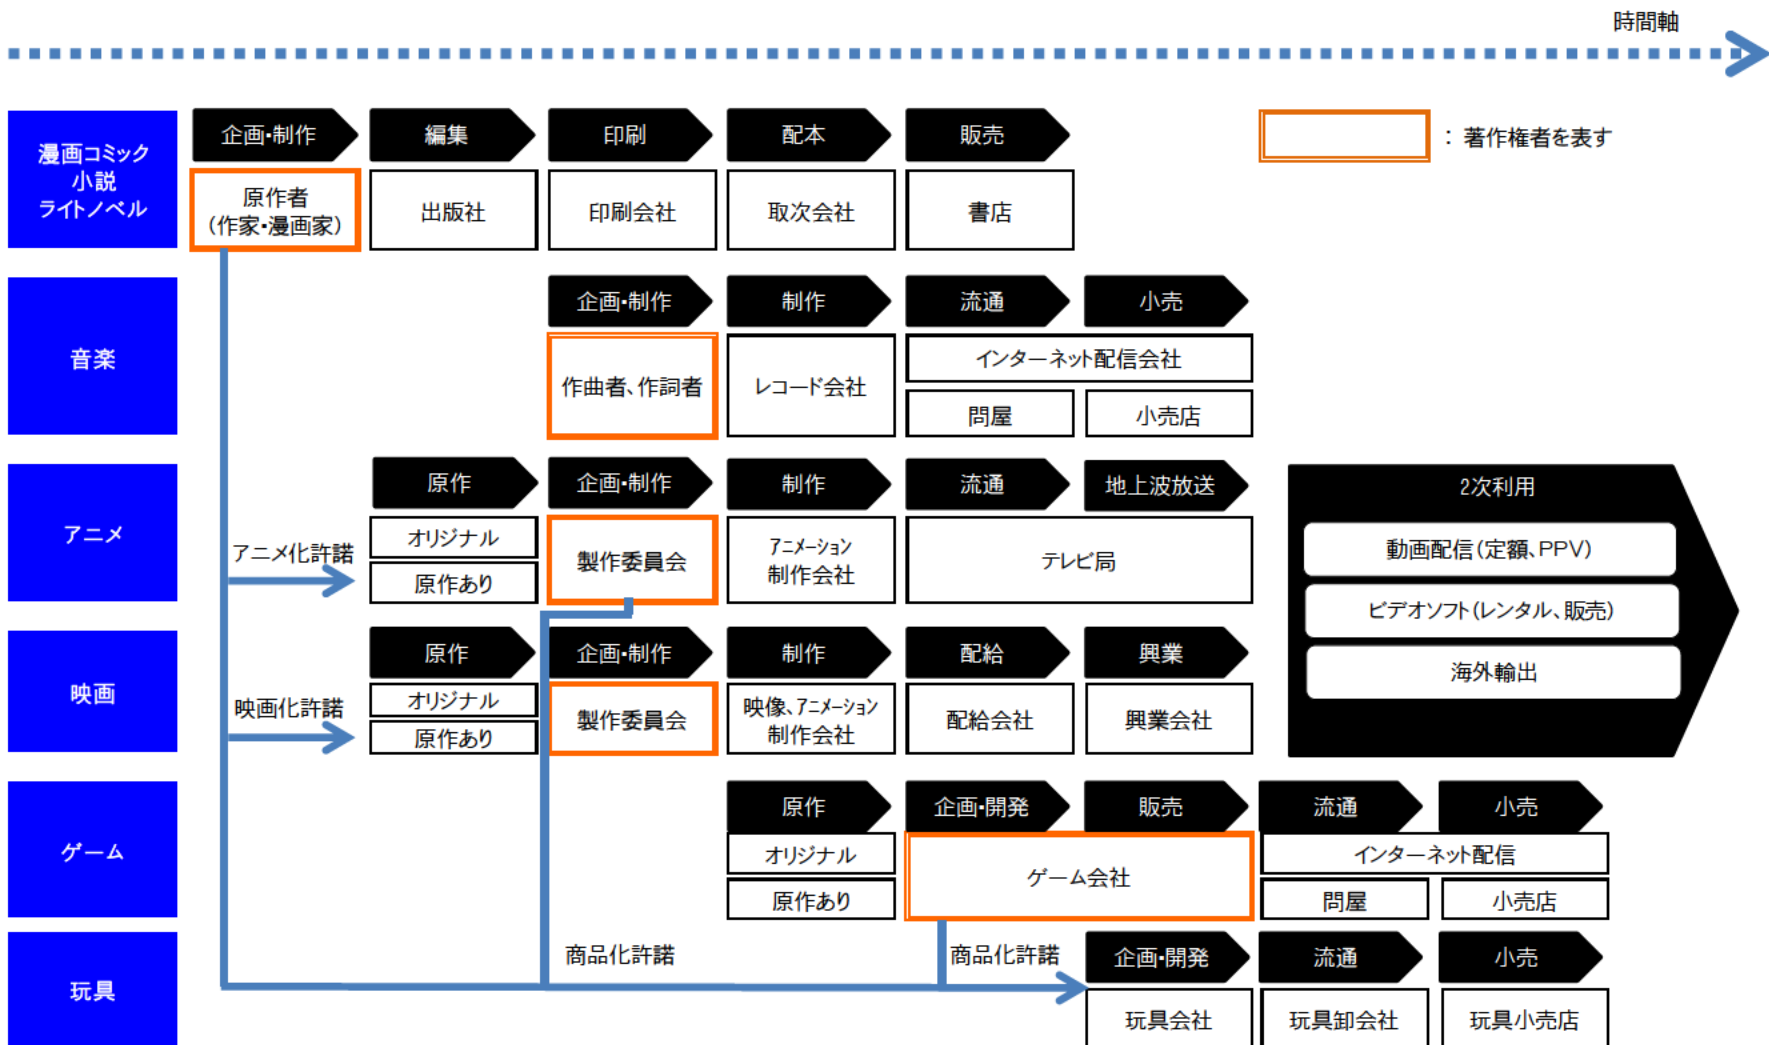 時間軸
漫画コミック
小説
ライトノベル
企画・制作
編集
印刷
配本
販売
：著作権者を表す
原作者
（作家・漫画家）
出版社
印刷会社
取次会社
書店
音楽
企画・制作
制作
流通
小売
作曲者、作詞者
レコード会社
インターネット配信会社
問屋
小売店
アニメ
原作
企画・制作
制作
流通
地上波放送
アニメ化許諾
オリジナル
原作あり
製作委員会
アニメーション
制作会社
テレビ局
2次利用
動画配信（定額、PPV）
ビデオソフト（レンタル、販売）
海外輸出
映画
原作
企画・制作
制作
配給
興業
映画化許諾
オリジナル
原作あり
製作委員会
映像、アニメーション
制作会社
配給会社
興業会社
ゲーム
原作
企画・開発
販売
流通
小売
オリジナル
原作あり
ゲーム会社
インターネット配信
問屋
小売店
玩具
商品化許諾
商品化許諾
企画・開発
流通
小売
玩具会社
玩具卸会社
玩具小売店